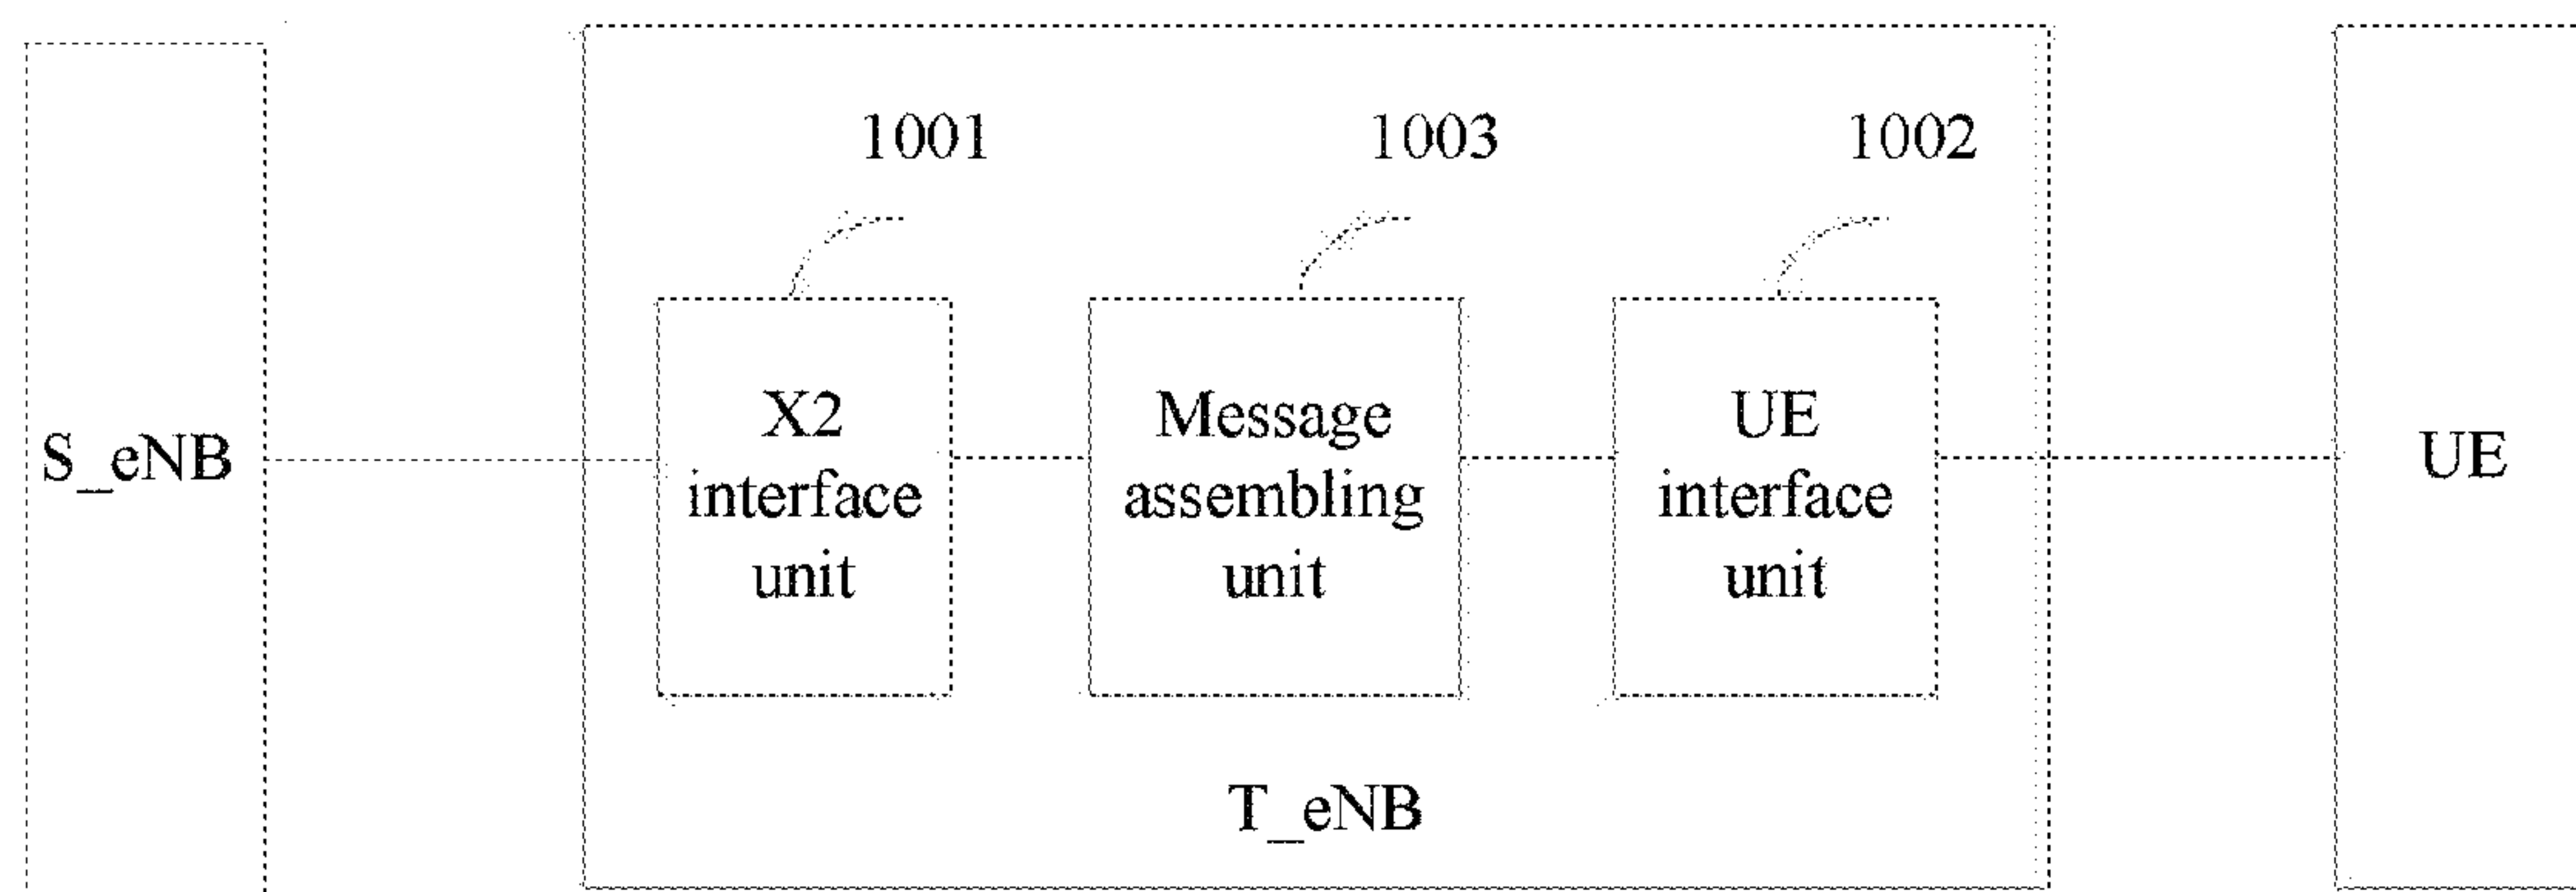 1001
1003
1002
S_eNB
X2
interface
unit
Message
assembling
unit
UE
interface
unit
UE
T_eNB